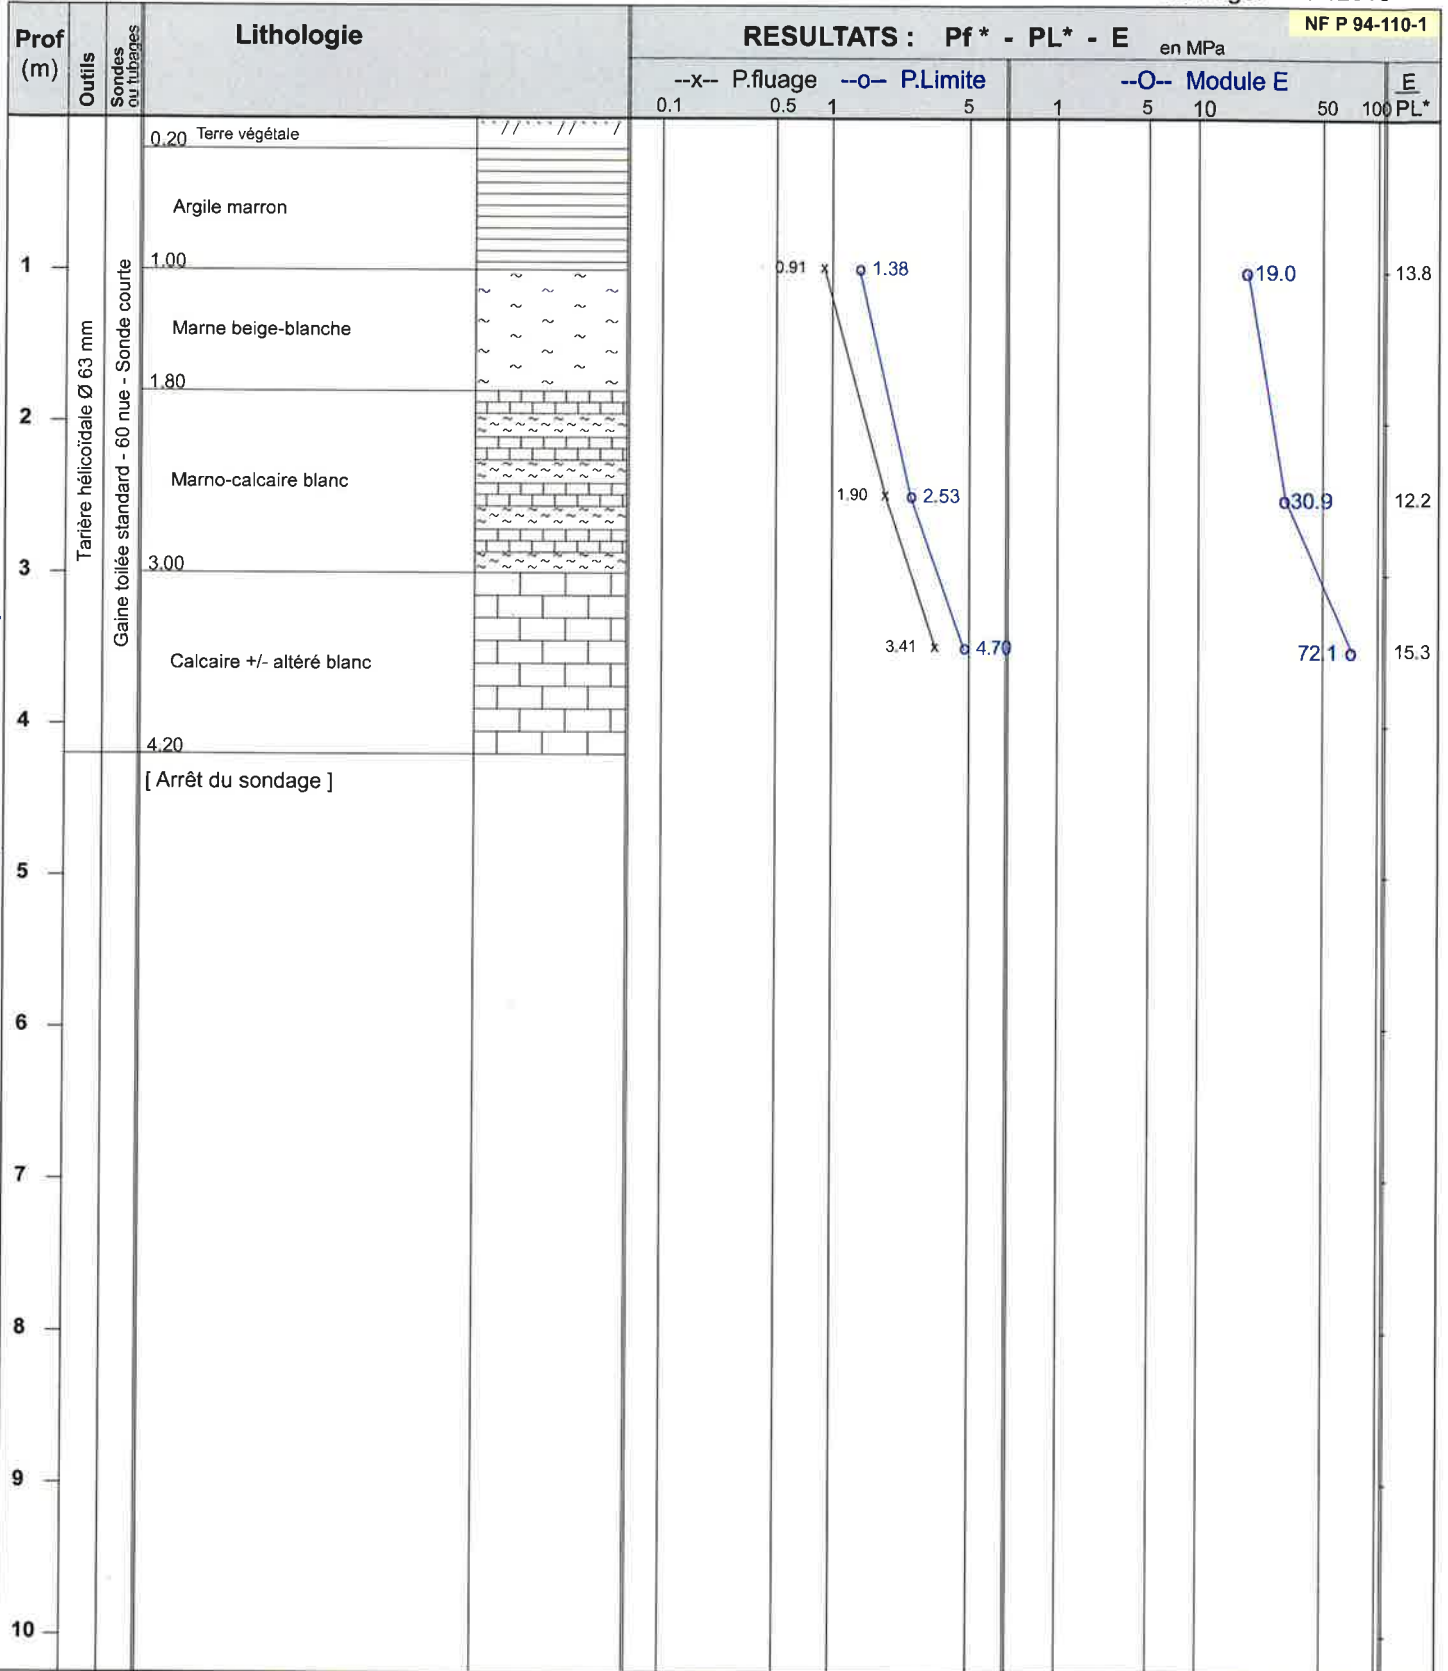 NF P 94-110-1
Prof
(m)
Outils
Sondes
ou tubages
Lithologie
RESULTATS : Pf * - PL* - E en MPa
--x-- P.fluage --o-- P.Limite
--O-- Module E
E
PL*
0.1 0.5 1 5 1 5 10 50 100
0.20 Terre végétale
Argile marron
1 1.00 0.91 x o 1.38 o 19.0 13.8
Marne beige-blanche
1.80
2
Marno-calcaire blanc
1.90 x o 2.53 o 30.9 12.2
3 3.00
3.41 x o 4.70 72.1 o 15.3
Calcaire +/- altéré blanc
4
4.20
[ Arrêt du sondage ]
Tarière hélicoïdale Ø 63 mm
Gaine toilée standard - 60 nue - Sonde courte
5
6
7
8
9
10